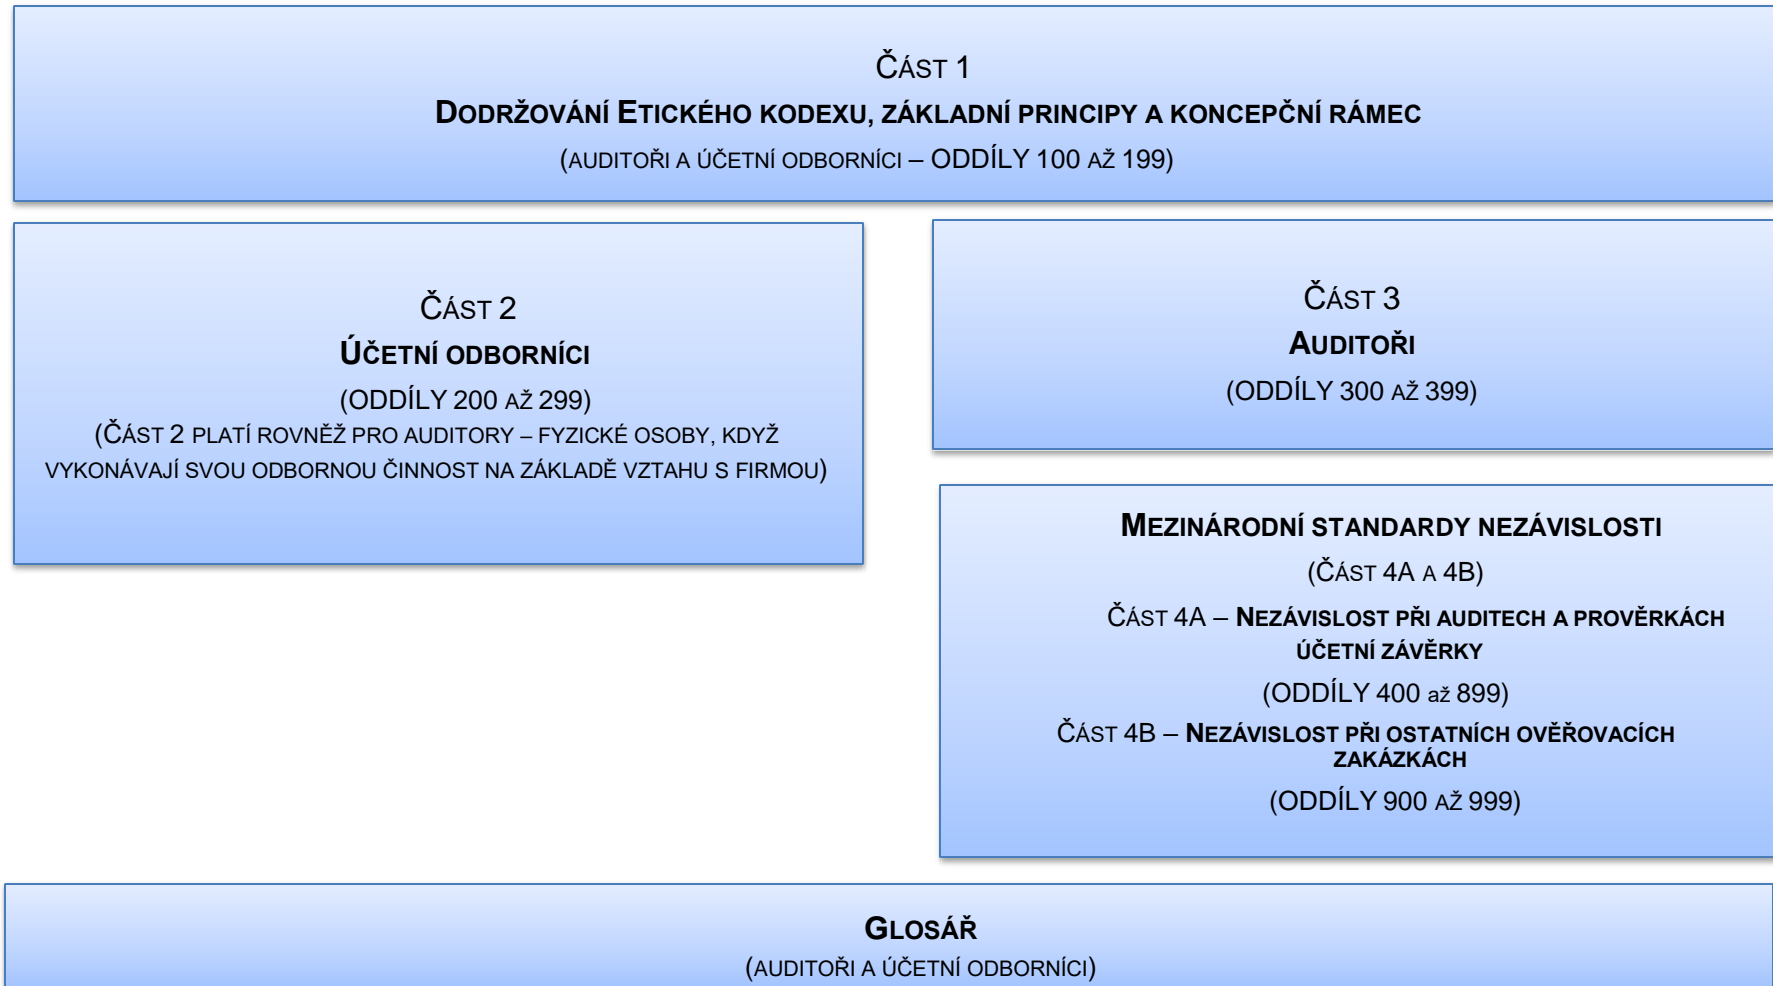 ČÁST 1
DODRŽOVÁNÍ ETICKÉHO KODEXU, ZÁKLADNÍ PRINCIPY A KONCEPČNÍ RÁMEC
(AUDITOŘI A ÚČETNÍ ODBORNÍCI – ODDÍLY 100 AŽ 199)
ČÁST 2
ÚČETNÍ ODBORNÍCI
(ODDÍLY 200 AŽ 299)
(ČÁST 2 PLATÍ ROVNĚŽ PRO AUDITORY – FYZICKÉ OSOBY, KDYŽ
VYKONÁVAJÍ SVOU ODBORNOU ČINNOST NA ZÁKLADĚ VZTAHU S FIRMOU)
ČÁST 3
AUDITOŘI
(ODDÍLY 300 AŽ 399)
MEZINÁRODNÍ STANDARDY NEZÁVISLOSTI
(ČÁST 4A A 4B)
ČÁST 4A – NEZÁVISLOST PŘI AUDITECH A PROVĚRKÁCH
ÚČETNÍ ZÁVĚRKY
(ODDÍLY 400 až 899)
ČÁST 4B – NEZÁVISLOST PŘI OSTATNÍCH OVĚŘOVACÍCH
ZAKÁZKÁCH
(ODDÍLY 900 AŽ 999)
GLOSÁŘ
(AUDITOŘI A ÚČETNÍ ODBORNÍCI)